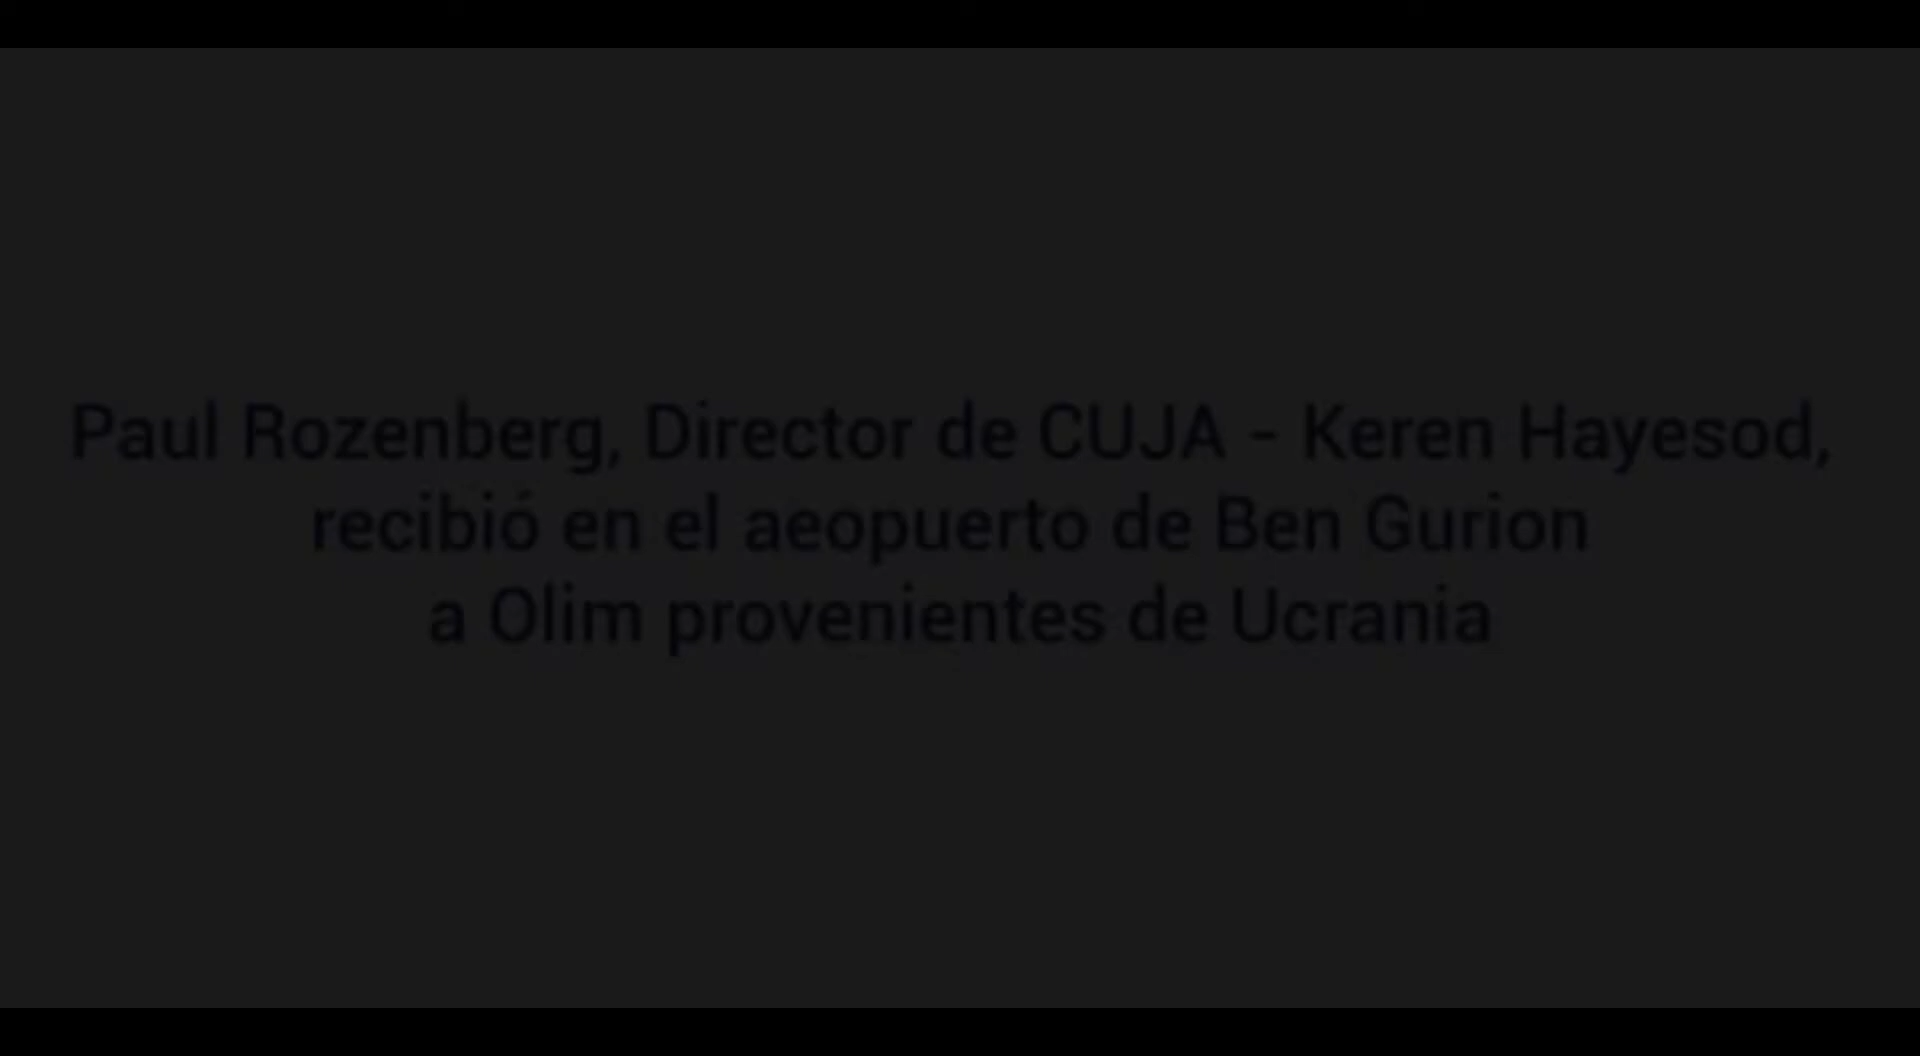 Paul Rozenberg, Director de CUJA - Keren Hayesod,
recibió en el aeopuerto de Ben Gurion
a Olim provenientes de Ucrania